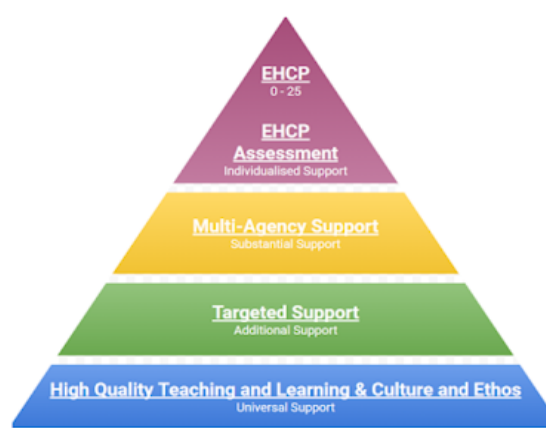 EHCP
0 - 25
EHCP
Assessment
Individualised Support
Multi-Agency Support
Substantial Support
Targeted Support
Additional Support
High Quality Teaching and Learning & Culture and Ethos
Universal Support